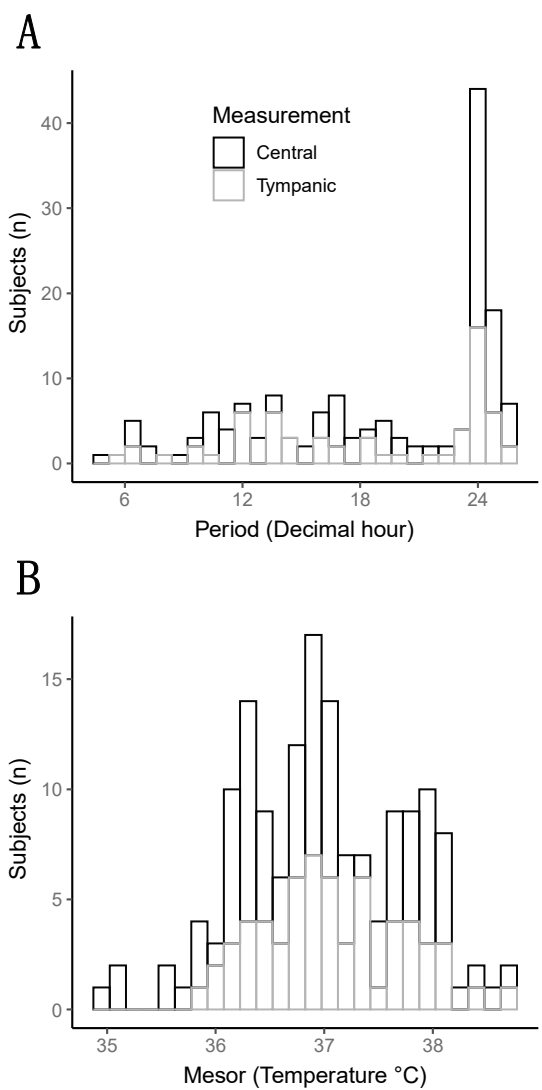 A
Measurement
Central
Tympanic
Subjects (n)
40
30
20
10
0
6 12 18 24
Period (Decimal hour)
B
Subjects (n)
15
10
5
0
35 36 37 38
Mesor (Temperature °C)